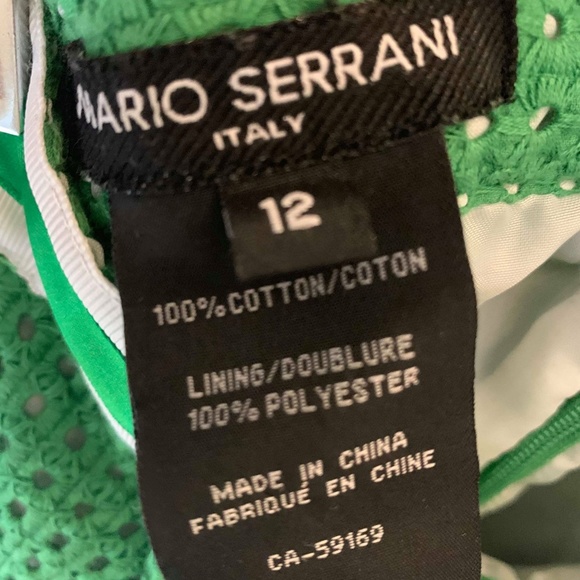 MARIO SERRANI
ITALY
12
100% COTTON/COTON
LINING/DOUBLURE
100% POLYESTER
MADE IN CHINA
FABRIQUÉ EN CHINE
CA-59169